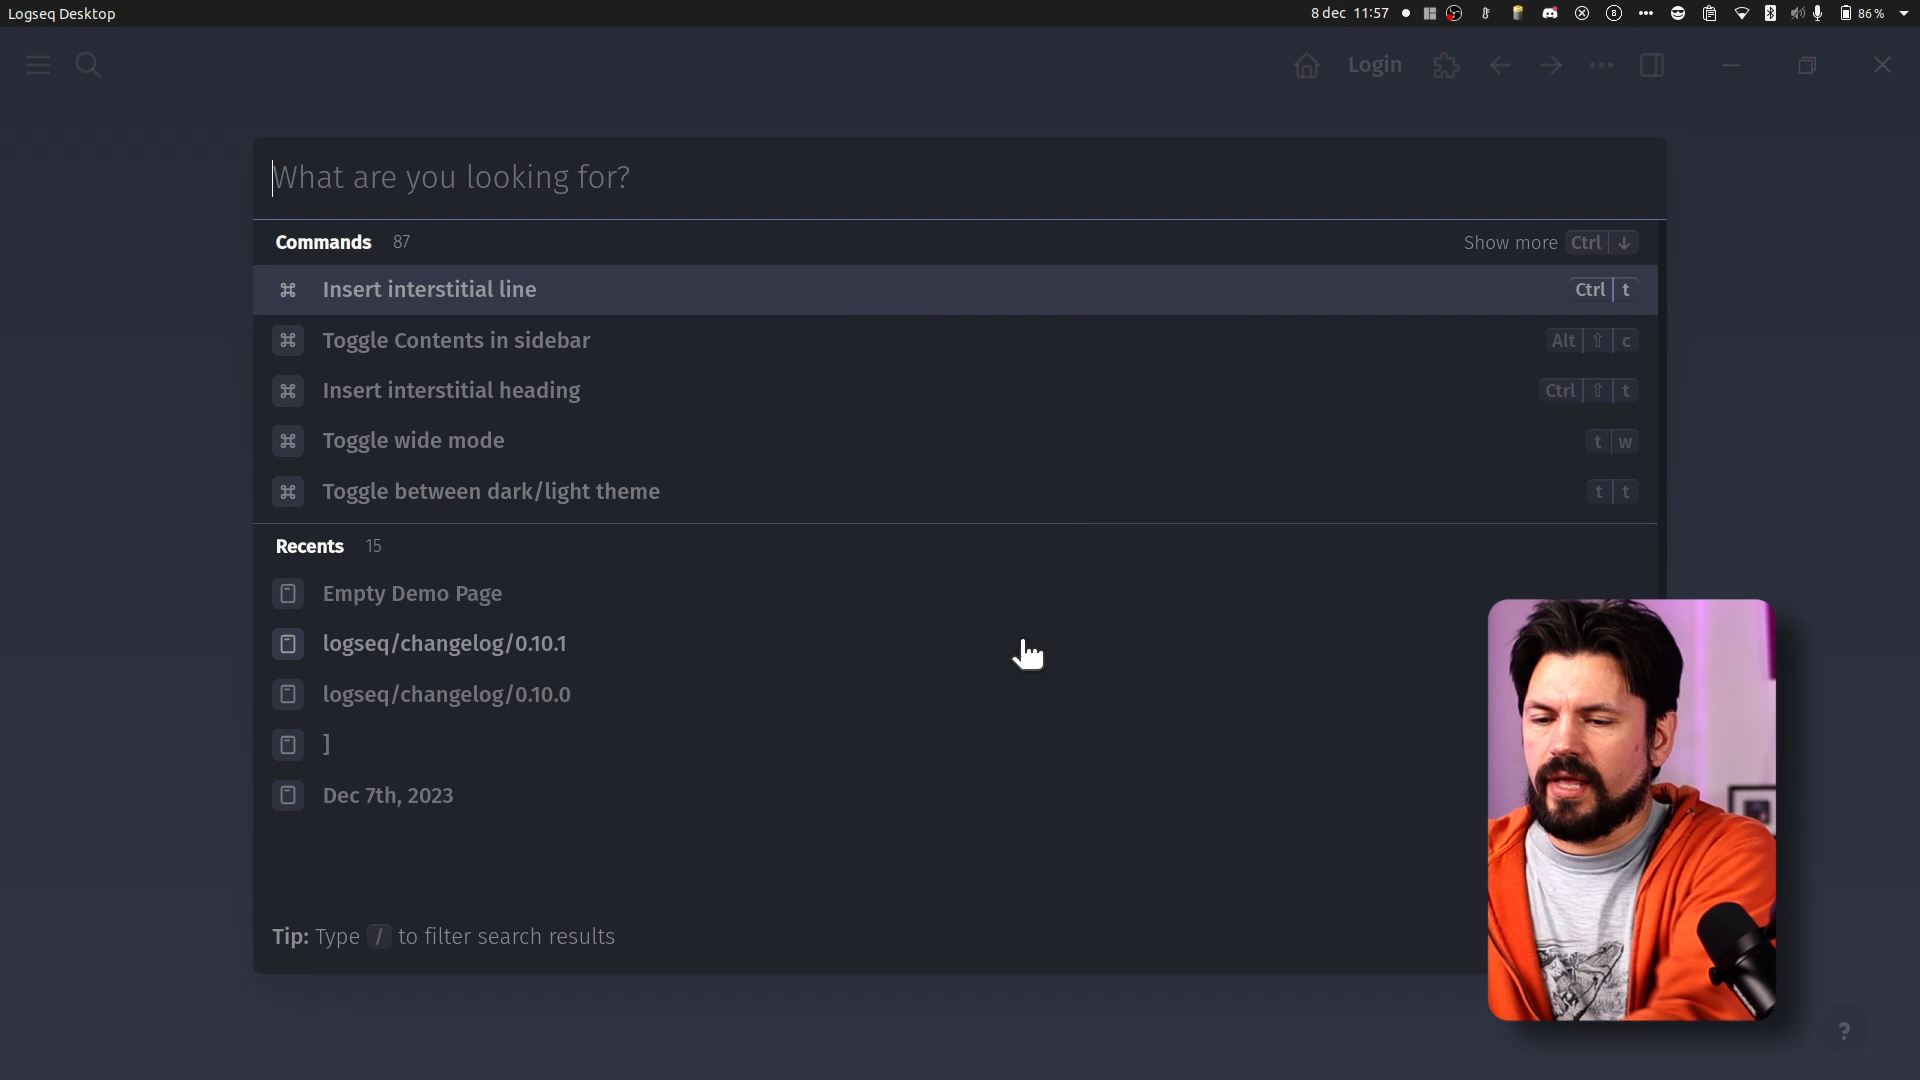 Logseq Desktop
8 dec 11:57
86 %
Login
What are you looking for?
Commands 87
Show more Ctrl ↓
Insert interstitial line Ctrl t
Toggle Contents in sidebar Alt ⇧ c
Insert interstitial heading Ctrl ⇧ t
Toggle wide mode t w
Toggle between dark/light theme t t
Recents 15
Empty Demo Page
logseq/changelog/0.10.1
logseq/changelog/0.10.0
]
Dec 7th, 2023
Tip: Type / to filter search results
?